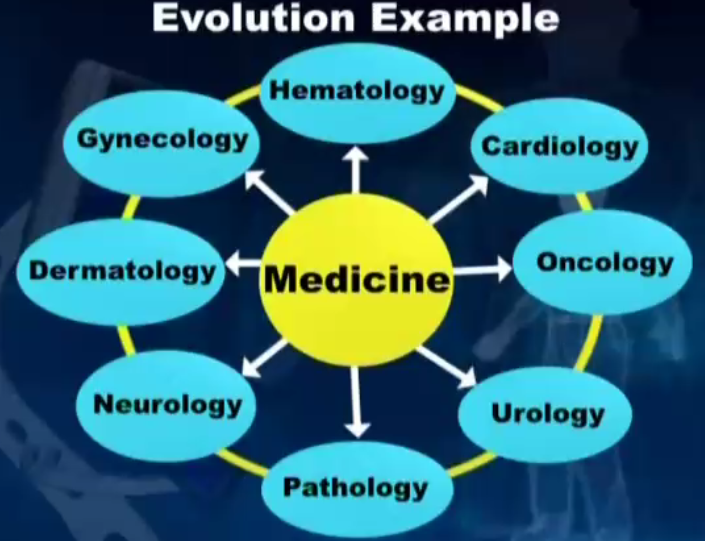 Evolution Example
Hematology
Gynecology
Cardiology
Dermatology
Medicine
Oncology
Neurology
Urology
Pathology